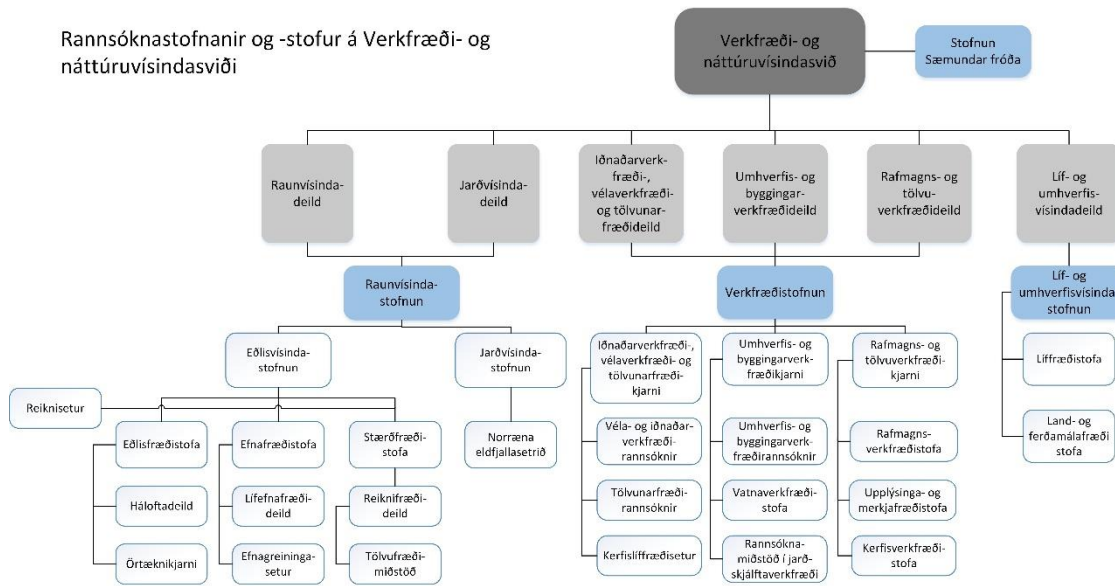 Rannsóknastofnanir og -stofur á Verkfræði- og
náttúruvísindasviði
Verkfræði- og
náttúruvísindasvið
Stofnun
Sæmundar fróða
Raunvísinda-
deild
Jarðvísinda-
deild
Iðnaðarverk-
fræði-,
vélaverkfræði-
og tölvunar-
fræðideild
Umhverfis- og
byggingar-
verkfræðideild
Rafmagns- og
tölvu-
verkfræðideild
Líf- og
umhverfis-
vísindadeild
Raunvísinda-
stofnun
Verkfræðistofnun
Líf- og
umhverfisvísinda
stofnun
Eðlisvísinda-
stofnun
Jarðvísinda-
stofnun
Iðnaðarverkfræði-,
vélaverkfræði- og
tölvunarfræði-
kjarni
Umhverfis- og
byggingarverk-
fræðikjarni
Rafmagns- og
tölvuverkfræði-
kjarni
Líffræðistofa
Reiknisetur
Eðlisfræðistofa
Efnafræðistofa
Stærðfræði-
stofa
Norræna
eldfjallasetrið
Véla- og iðnaðar-
verkfræði-
rannsóknir
Umhverfis- og
byggingarverk-
fræðirannsóknir
Rafmagns-
verkfræðistofa
Land- og
ferðamálafræði
stofa
Háloftadeild
Lífefnafræði-
deild
Reiknifræði-
deild
Tölvunarfræði-
rannsóknir
Vatnaverkfræði-
stofa
Upplýsinga- og
merkjafræðistofa
Örtæknikjarni
Efnagreininga-
setur
Tölvufræði-
miðstöð
Kerfislíffræðisetur
Rannsókna-
miðstöð í jarð-
skjálftaverkfræði
Kerfisverkfræði-
stofa